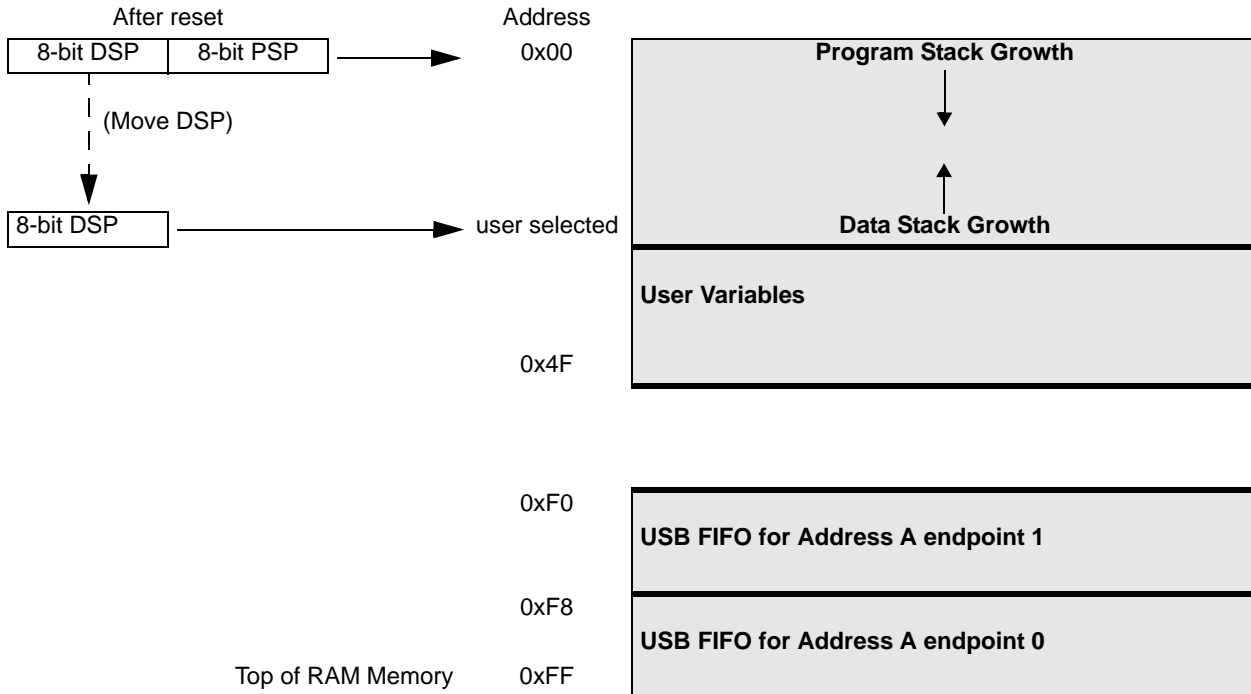 After reset Address
8-bit DSP 8-bit PSP 0x00 Program Stack Growth
(Move DSP)
8-bit DSP user selected Data Stack Growth
User Variables
0x4F
0xF0
USB FIFO for Address A endpoint 1
0xF8
USB FIFO for Address A endpoint 0
Top of RAM Memory 0xFF